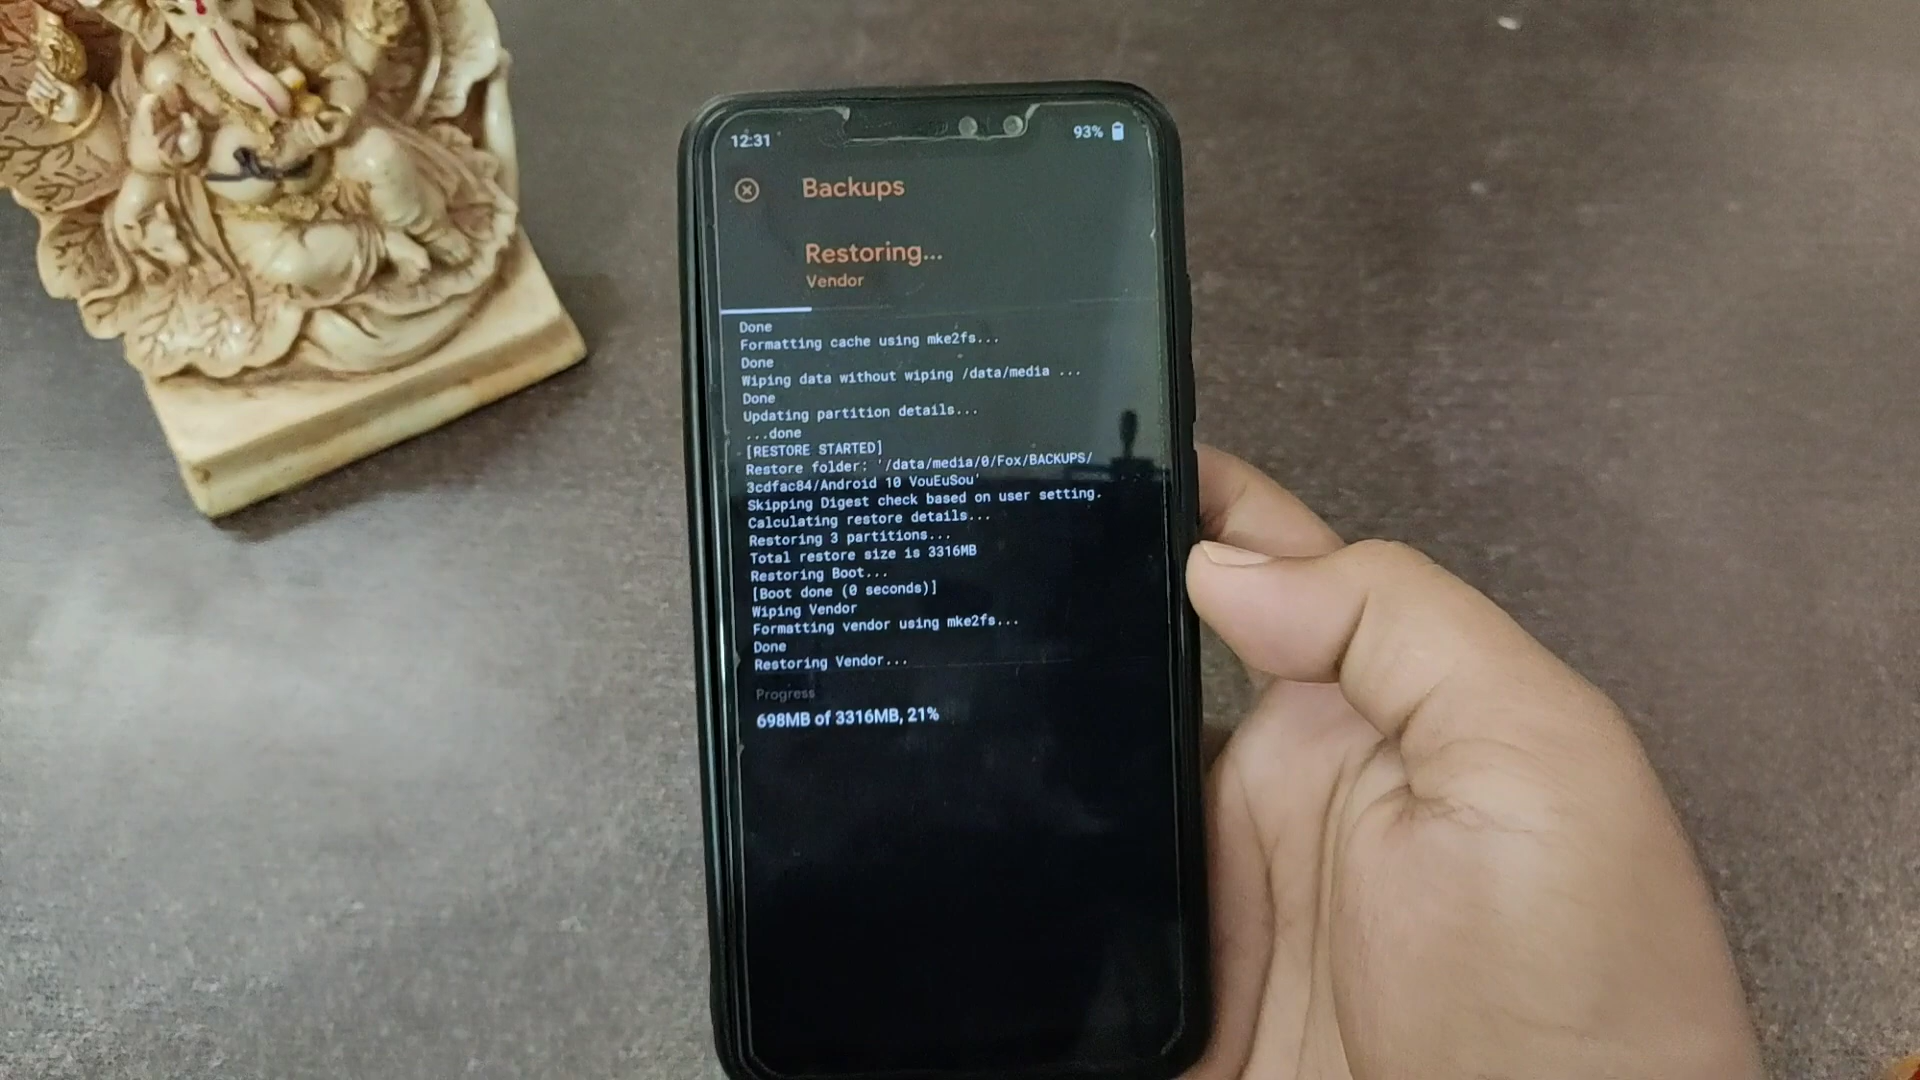 12:31
93%
Backups
Restoring...
Vendor
Done
Formatting cache using mke2fs...
Done
Wiping data without wiping /data/media ...
Done
Updating partition details...
...done
[RESTORE STARTED]
Restore folder: '/data/media/0/Fox/BACKUPS/
3cdfac84/Android 10 VouEuSou'
Skipping Digest check based on user setting.
Calculating restore details...
Restoring 3 partitions...
Total restore size is 3316MB
Restoring Boot...
[Boot done (0 seconds)]
Wiping Vendor
Formatting vendor using mke2fs...
Done
Restoring Vendor...
Progress
698MB of 3316MB, 21%